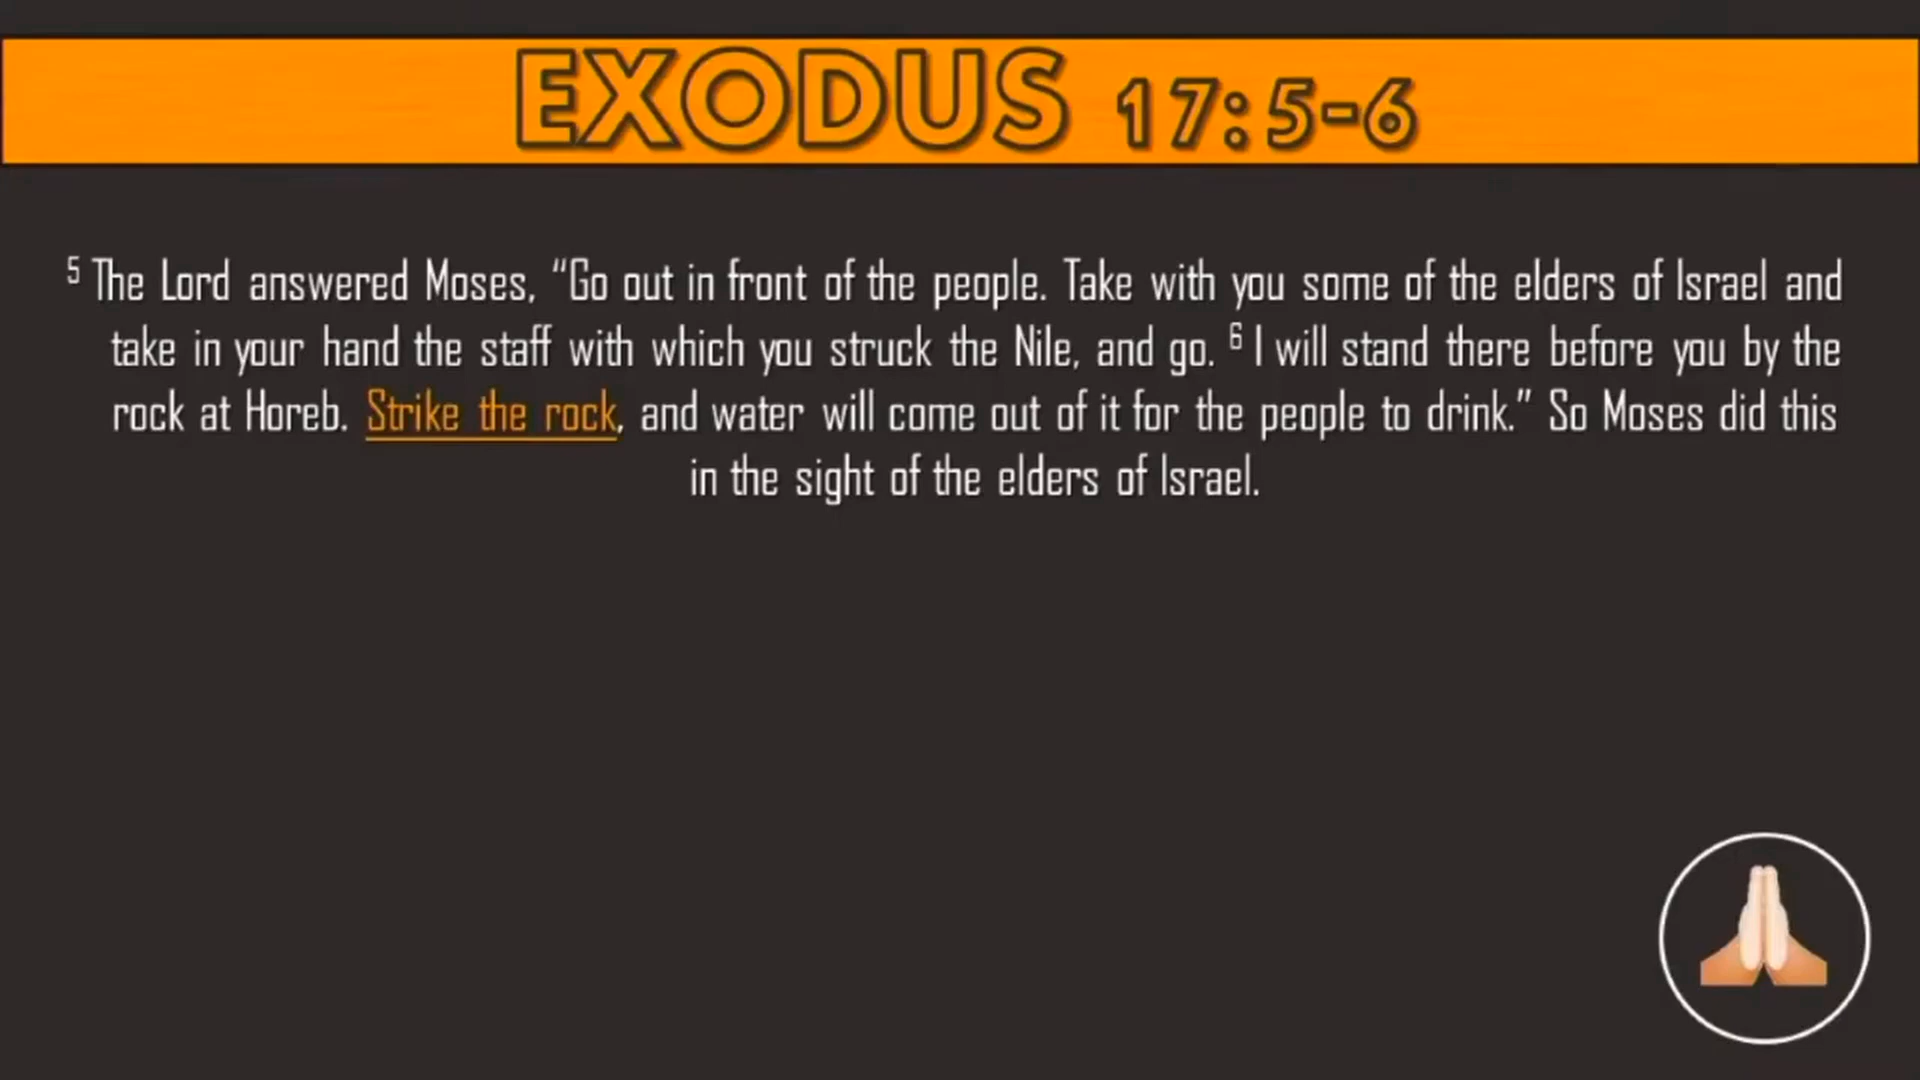 EXODUS 17:5-6
5 The Lord answered Moses, “Go out in front of the people. Take with you some of the elders of Israel and
take in your hand the staff with which you struck the Nile, and go. 6 I will stand there before you by the
rock at Horeb. Strike the rock, and water will come out of it for the people to drink.” So Moses did this
in the sight of the elders of Israel.